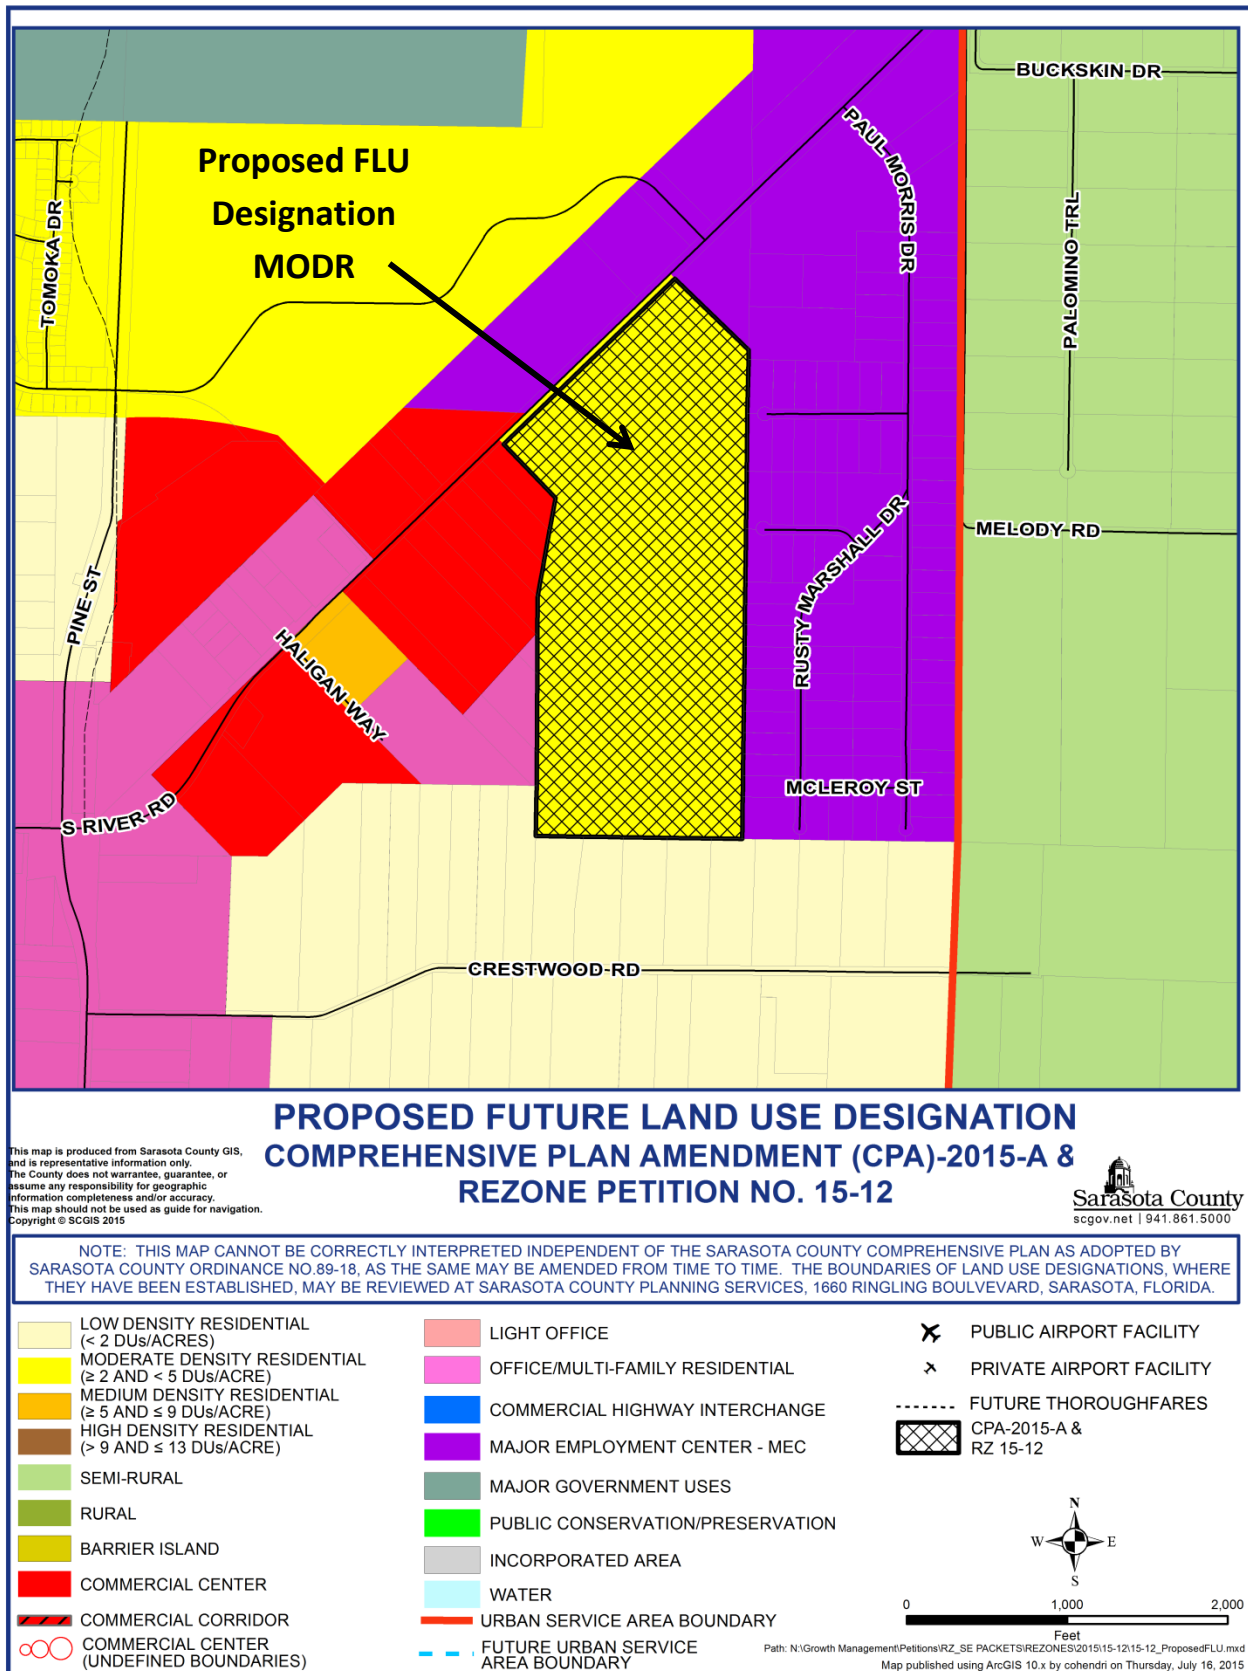 BUCKSKIN DR
PAUL MORRIS DR
PALOMINO TRL
TOMOKA DR
Proposed FLU
Designation
MODR
MELODY RD
RUSTY MARSHALL DR
PINE ST
HALIGAN WAY
MCLEROY ST
S RIVER RD
CRESTWOOD RD
PROPOSED FUTURE LAND USE DESIGNATION
COMPREHENSIVE PLAN AMENDMENT (CPA)-2015-A &
REZONE PETITION NO. 15-12
This map is produced from Sarasota County GIS,
and is representative information only.
The County does not warrantee, guarantee, or
assume any responsibility for geographic
information completeness and/or accuracy.
This map should not be used as guide for navigation.
Copyright © SCGIS 2015
Sarasota County
scgov.net | 941.861.5000
NOTE: THIS MAP CANNOT BE CORRECTLY INTERPRETED INDEPENDENT OF THE SARASOTA COUNTY COMPREHENSIVE PLAN AS ADOPTED BY
SARASOTA COUNTY ORDINANCE NO.89-18, AS THE SAME MAY BE AMENDED FROM TIME TO TIME. THE BOUNDARIES OF LAND USE DESIGNATIONS, WHERE
THEY HAVE BEEN ESTABLISHED, MAY BE REVIEWED AT SARASOTA COUNTY PLANNING SERVICES, 1660 RINGLING BOULVEVARD, SARASOTA, FLORIDA.
LOW DENSITY RESIDENTIAL
(< 2 DUs/ACRES)
MODERATE DENSITY RESIDENTIAL
(≥ 2 AND < 5 DUs/ACRE)
MEDIUM DENSITY RESIDENTIAL
(≥ 5 AND ≤ 9 DUs/ACRE)
HIGH DENSITY RESIDENTIAL
(> 9 AND ≤ 13 DUs/ACRE)
SEMI-RURAL
RURAL
BARRIER ISLAND
COMMERCIAL CENTER
COMMERCIAL CORRIDOR
COMMERCIAL CENTER
(UNDEFINED BOUNDARIES)
LIGHT OFFICE
OFFICE/MULTI-FAMILY RESIDENTIAL
COMMERCIAL HIGHWAY INTERCHANGE
MAJOR EMPLOYMENT CENTER - MEC
MAJOR GOVERNMENT USES
PUBLIC CONSERVATION/PRESERVATION
INCORPORATED AREA
WATER
URBAN SERVICE AREA BOUNDARY
FUTURE URBAN SERVICE
AREA BOUNDARY
PUBLIC AIRPORT FACILITY
PRIVATE AIRPORT FACILITY
FUTURE THOROUGHFARES
CPA-2015-A &
RZ 15-12
N
W E
S
0 1,000 2,000
Feet
Path: N:\Growth Management\Petitions\RZ_SE PACKETS\REZONES\2015\15-12\15-12_ProposedFLU.mxd
Map published using ArcGIS 10.x by cohendri on Thursday, July 16, 2015